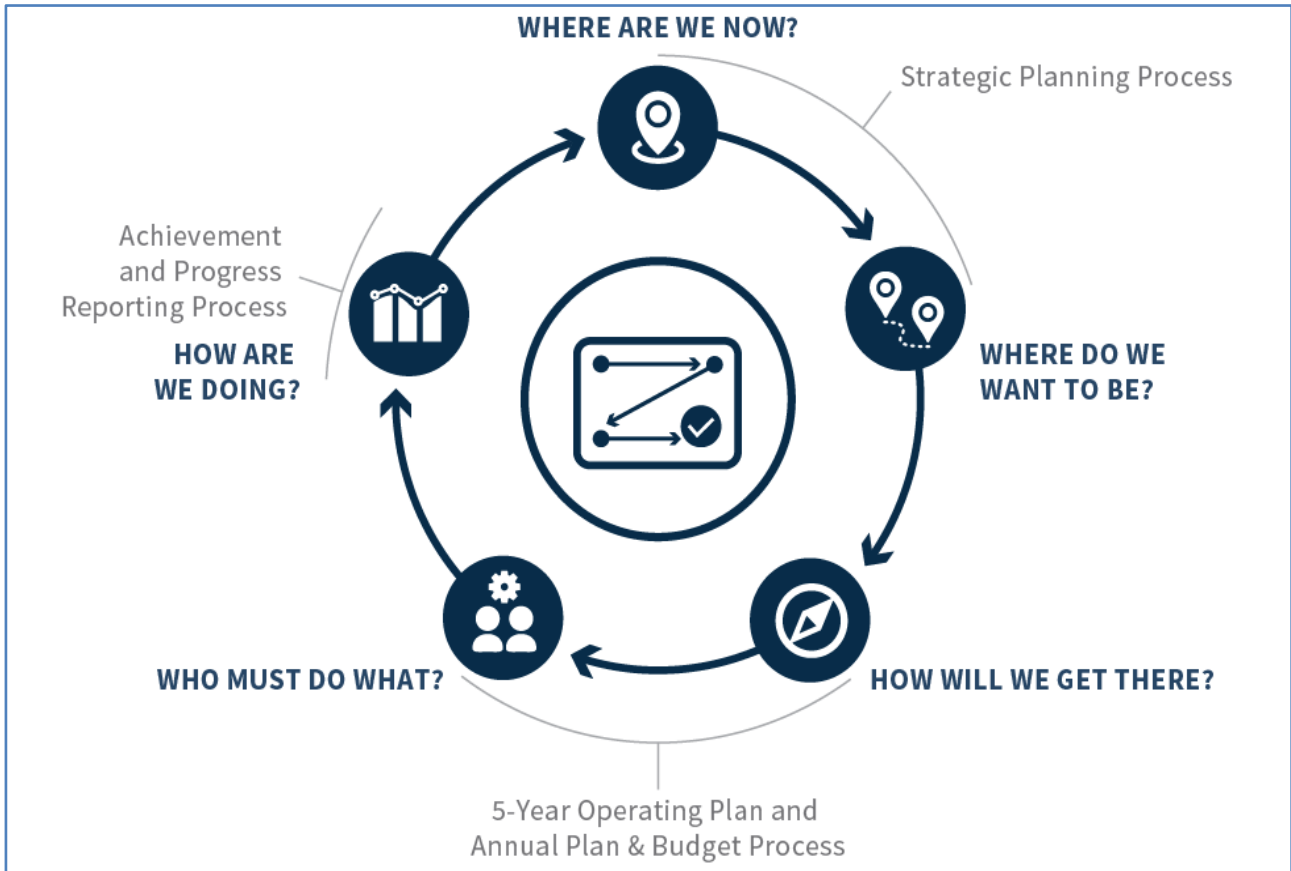 WHERE ARE WE NOW?
Strategic Planning Process
WHERE DO WE
WANT TO BE?
HOW WILL WE GET THERE?
5-Year Operating Plan and
Annual Plan & Budget Process
WHO MUST DO WHAT?
Achievement
and Progress
Reporting Process
HOW ARE
WE DOING?